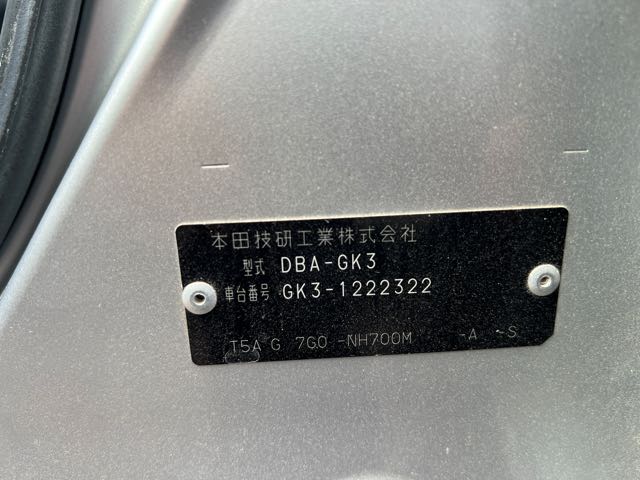 本田技研工業株式会社
型式 DBA-GK3
車台番号 GK3-1222322
T5A G 7G0 -NH700M -A -S